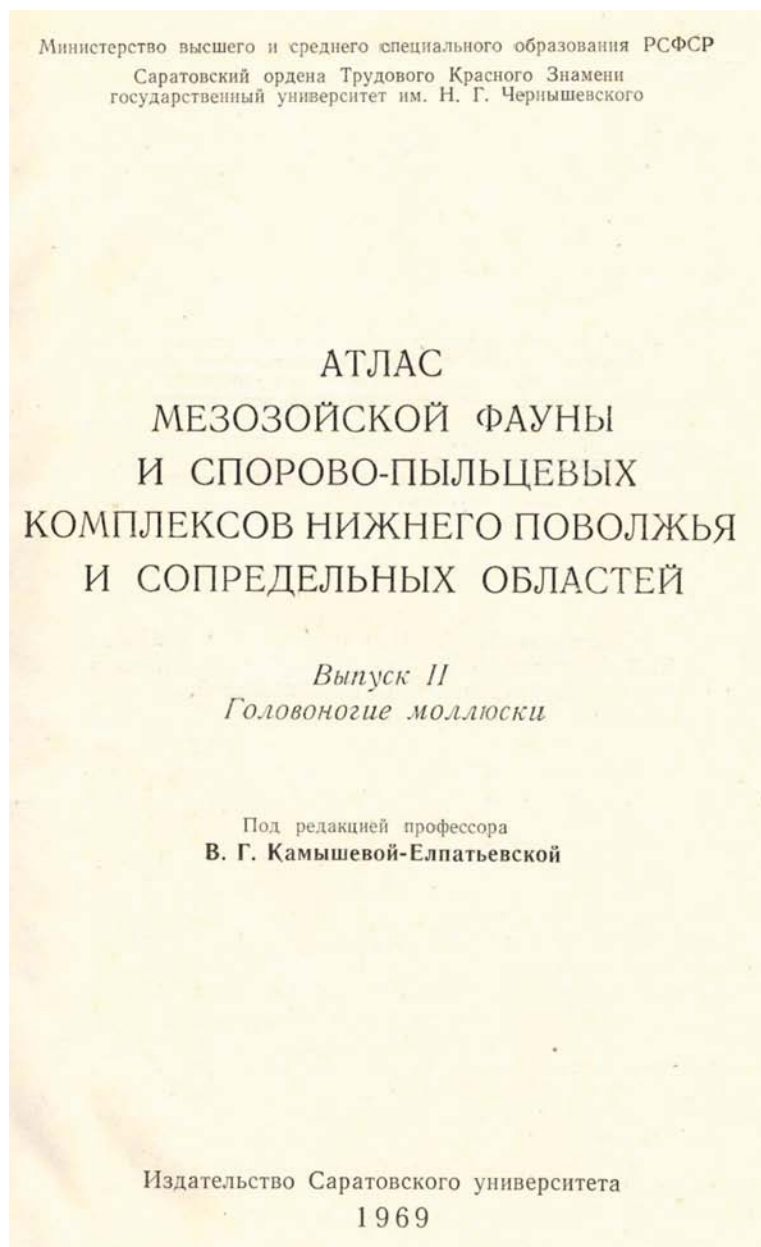 Министерство высшего и среднего специального образования РСФСР
Саратовский ордена Трудового Красного Знамени
государственный университет им. Н. Г. Чернышевского
АТЛАС
МЕЗОЗОЙСКОЙ ФАУНЫ
И СПОРОВО-ПЫЛЬЦЕВЫХ
КОМПЛЕКСОВ НИЖНЕГО ПОВОЛЖЬЯ
И СОПРЕДЕЛЬНЫХ ОБЛАСТЕЙ
Выпуск II
Головоногие моллюски
Под редакцией профессора
В. Г. Камышевой-Елпатьевской
Издательство Саратовского университета
1969